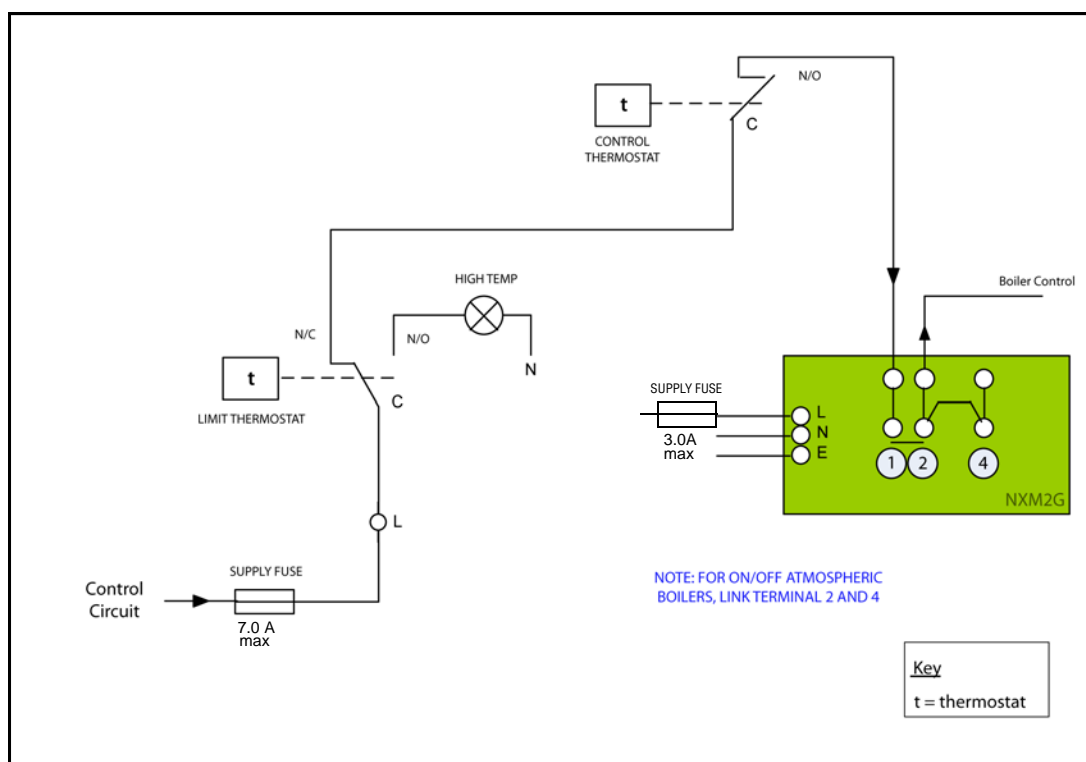 N/O
t
C
CONTROL
THERMOSTAT
HIGH TEMP
Boiler Control
N/C
N/O
N
t
C
LIMIT THERMOSTAT
SUPPLY FUSE
3.0A
max
L
N
E
1
2
4
NXM2G
L
SUPPLY FUSE
Control
Circuit
7.0 A
max
NOTE: FOR ON/OFF ATMOSPHERIC
BOILERS, LINK TERMINAL 2 AND 4
Key
t = thermostat